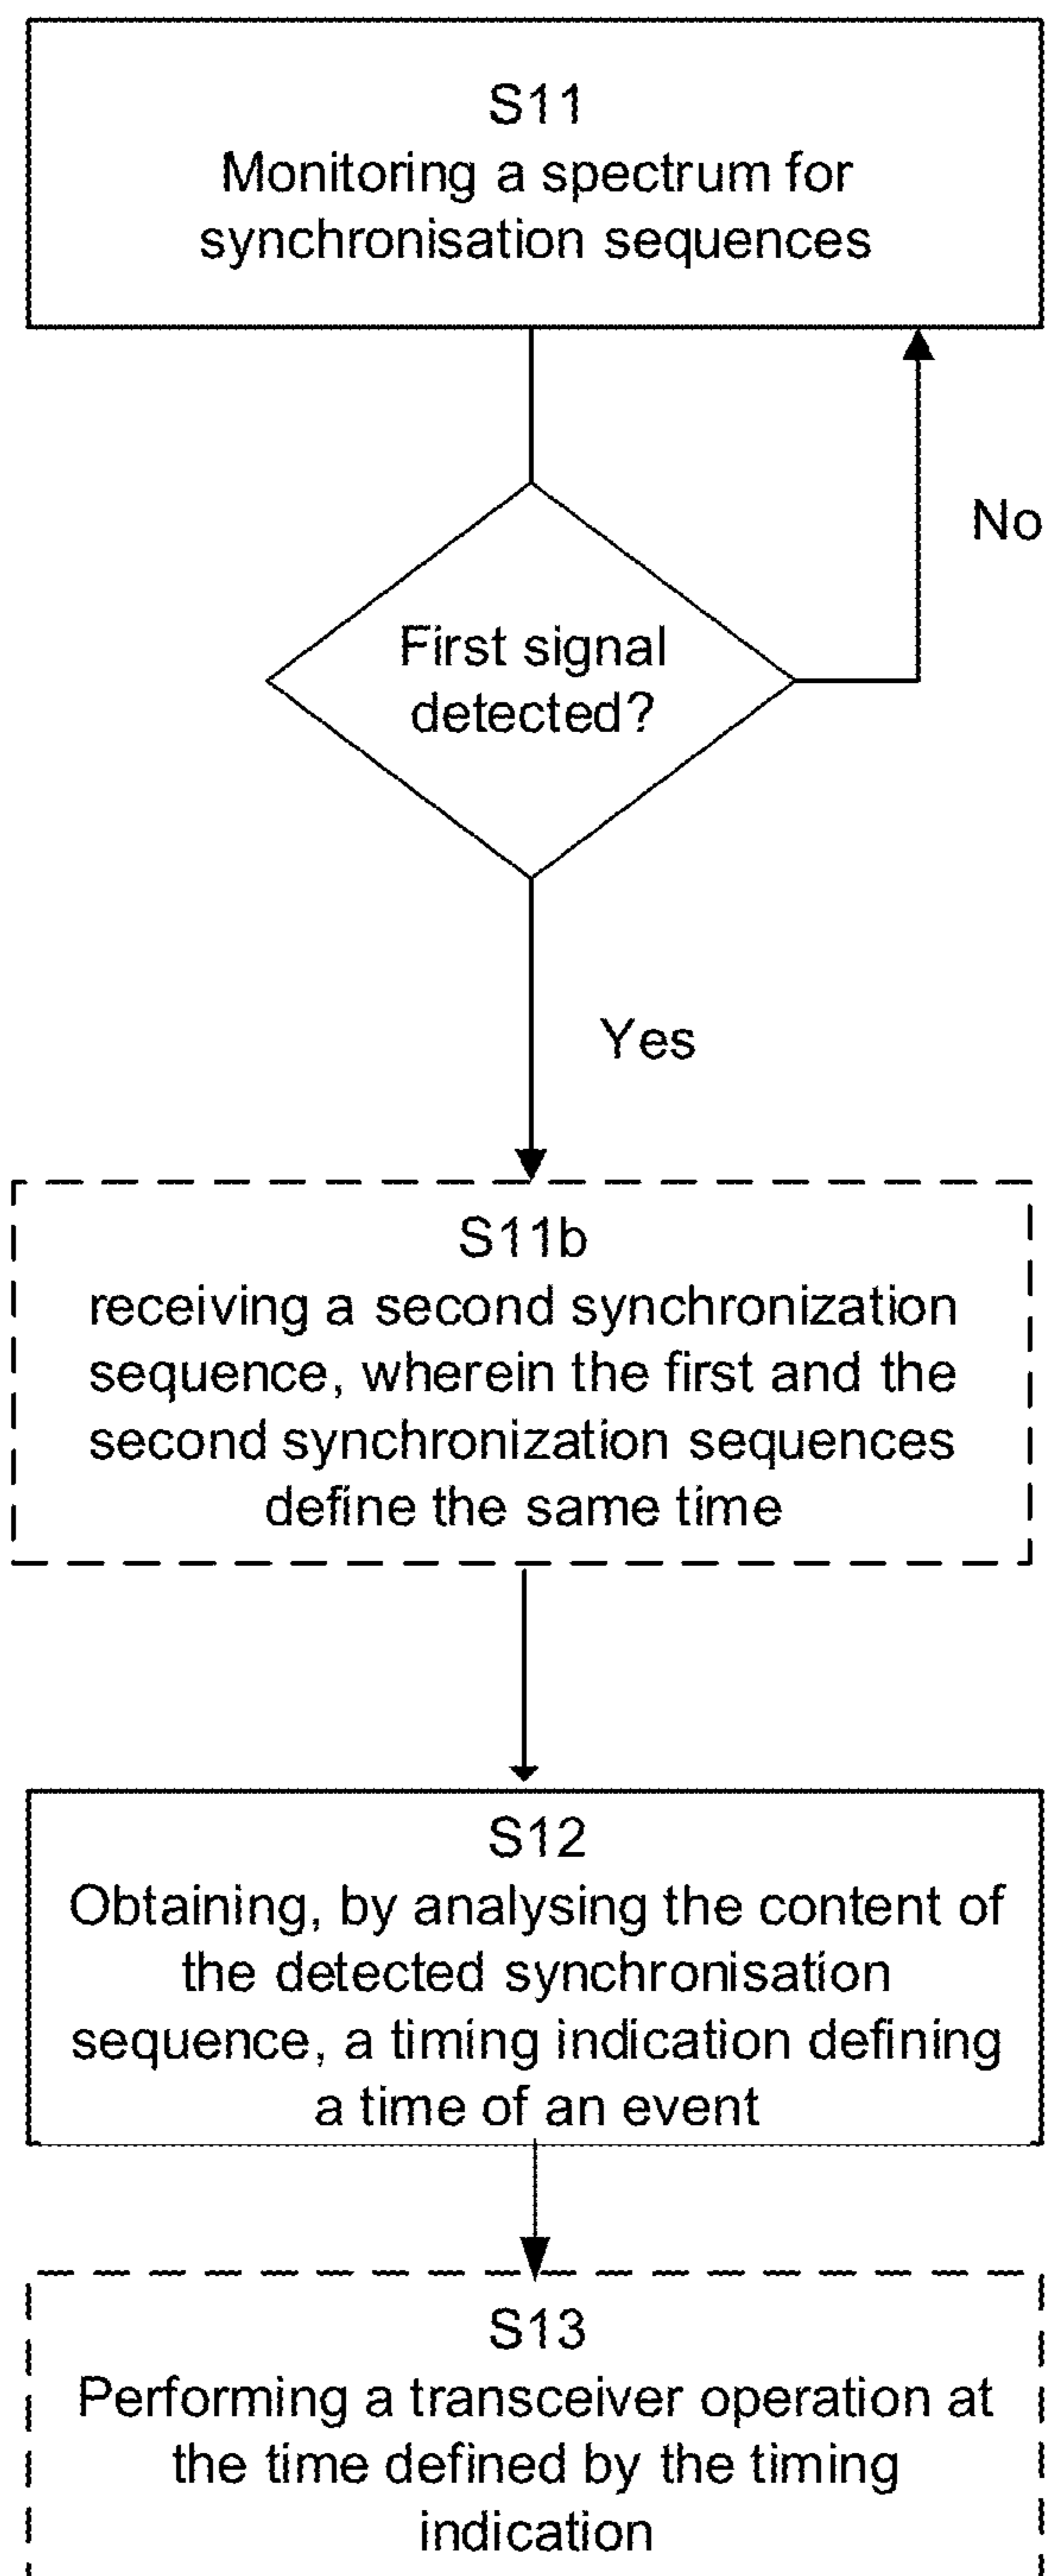 S11
Monitoring a spectrum for
synchronisation sequences
No
First signal
detected?
Yes
S11b
receiving a second synchronization
sequence, wherein the first and the
second synchronization sequences
define the same time
S12
Obtaining, by analysing the content of
the detected synchronisation
sequence, a timing indication defining
a time of an event
S13
Performing a transceiver operation at
the time defined by the timing
indication